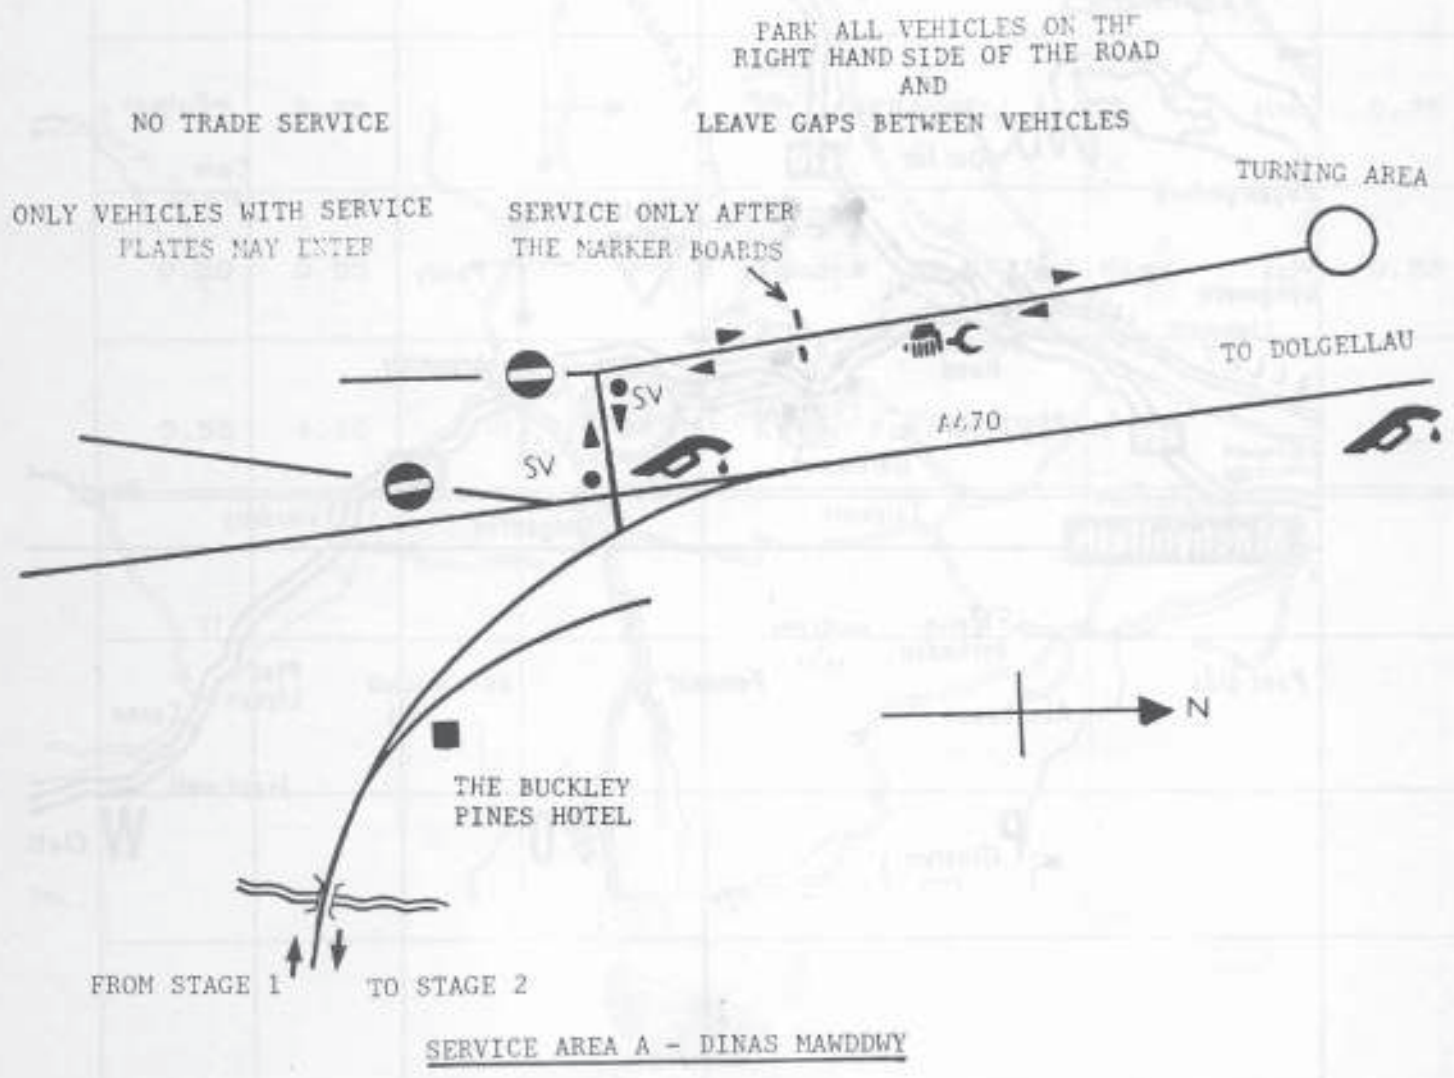 PARK ALL VEHICLES ON THE
RIGHT HAND SIDE OF THE ROAD
AND
LEAVE GAPS BETWEEN VEHICLES
NO TRADE SERVICE
TURNING AREA
ONLY VEHICLES WITH SERVICE
PLATES MAY ENTER
SERVICE ONLY AFTER
THE MARKER BOARDS
TO DOLGELLAU
SV
A470
SV
N
THE BUCKLEY
PINES HOTEL
FROM STAGE 1
TO STAGE 2
SERVICE AREA A - DINAS MAWDDWY